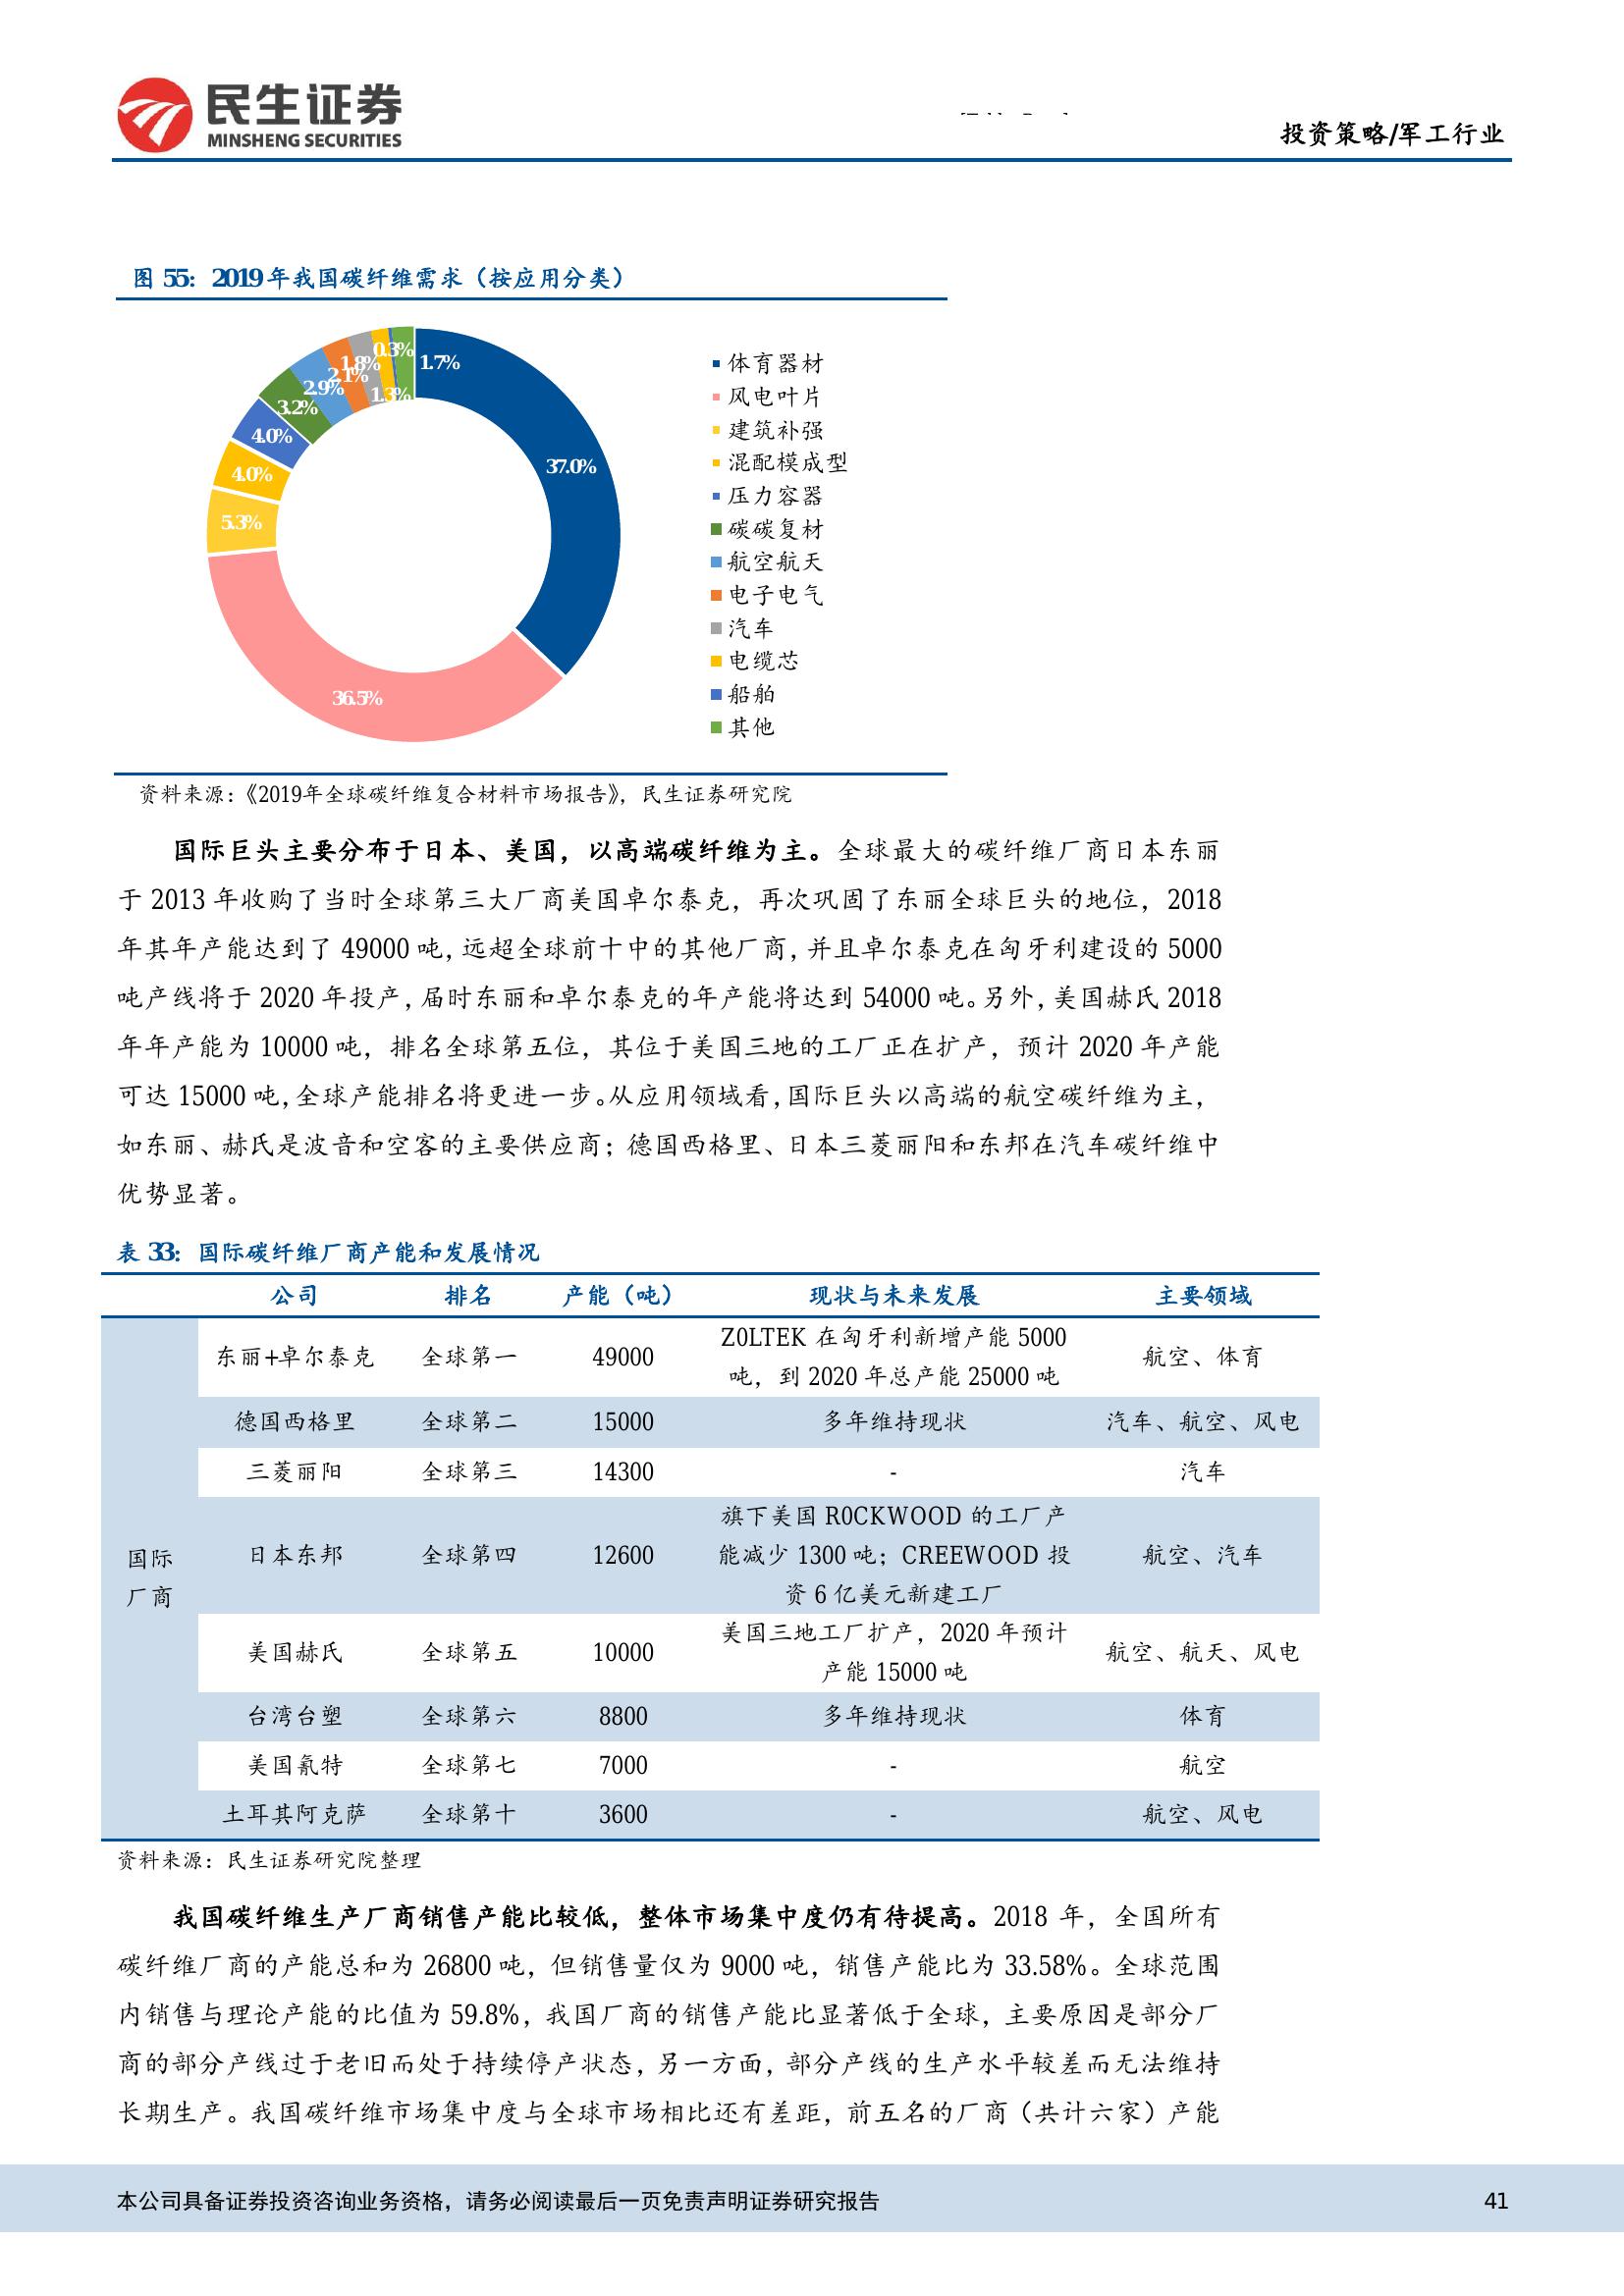 民生证券
MINSHENG SECURITIES
投资策略/军工行业
图 55：2019 年我国碳纤维需求（按应用分类）
37.0%
36.5%
5.3%
4.0%
4.0%
3.2%
2.9%
2.1%
1.8%
1.3%
0.3%
1.7%
体育器材
风电叶片
建筑补强
混配模成型
压力容器
碳碳复材
航空航天
电子电气
汽车
电缆芯
船舶
其他
资料来源：《2019年全球碳纤维复合材料市场报告》，民生证券研究院
国际巨头主要分布于日本、美国，以高端碳纤维为主。全球最大的碳纤维厂商日本东丽
于 2013 年收购了当时全球第三大厂商美国卓尔泰克，再次巩固了东丽全球巨头的地位，2018
年其年产能达到了 49000 吨，远超全球前十中的其他厂商，并且卓尔泰克在匈牙利建设的 5000
吨产线将于 2020 年投产，届时东丽和卓尔泰克的年产能将达到 54000 吨。另外，美国赫氏 2018
年年产能为 10000 吨，排名全球第五位，其位于美国三地的工厂正在扩产，预计 2020 年产能
可达 15000 吨，全球产能排名将更进一步。从应用领域看，国际巨头以高端的航空碳纤维为主，
如东丽、赫氏是波音和空客的主要供应商；德国西格里、日本三菱丽阳和东邦在汽车碳纤维中
优势显著。
表 33：国际碳纤维厂商产能和发展情况
公司 排名 产能（吨） 现状与未来发展 主要领域
国际
厂商
东丽+卓尔泰克 全球第一 49000 Z0LTEK 在匈牙利新增产能 5000
吨，到 2020 年总产能 25000 吨 航空、体育
德国西格里 全球第二 15000 多年维持现状 汽车、航空、风电
三菱丽阳 全球第三 14300 - 汽车
日本东邦 全球第四 12600 旗下美国 R0CKWOOD 的工厂产
能减少 1300 吨；CREEWOOD 投
资 6 亿美元新建工厂 航空、汽车
美国赫氏 全球第五 10000 美国三地工厂扩产，2020 年预计
产能 15000 吨 航空、航天、风电
台湾台塑 全球第六 8800 多年维持现状 体育
美国氰特 全球第七 7000 - 航空
土耳其阿克萨 全球第十 3600 - 航空、风电
资料来源：民生证券研究院整理
我国碳纤维生产厂商销售产能比较低，整体市场集中度仍有待提高。2018 年，全国所有
碳纤维厂商的产能总和为 26800 吨，但销售量仅为 9000 吨，销售产能比为 33.58%。全球范围
内销售与理论产能的比值为 59.8%，我国厂商的销售产能比显著低于全球，主要原因是部分厂
商的部分产线过于老旧而处于持续停产状态，另一方面，部分产线的生产水平较差而无法维持
长期生产。我国碳纤维市场集中度与全球市场相比还有差距，前五名的厂商（共计六家）产能
本公司具备证券投资咨询业务资格，请务必阅读最后一页免责声明证券研究报告 41